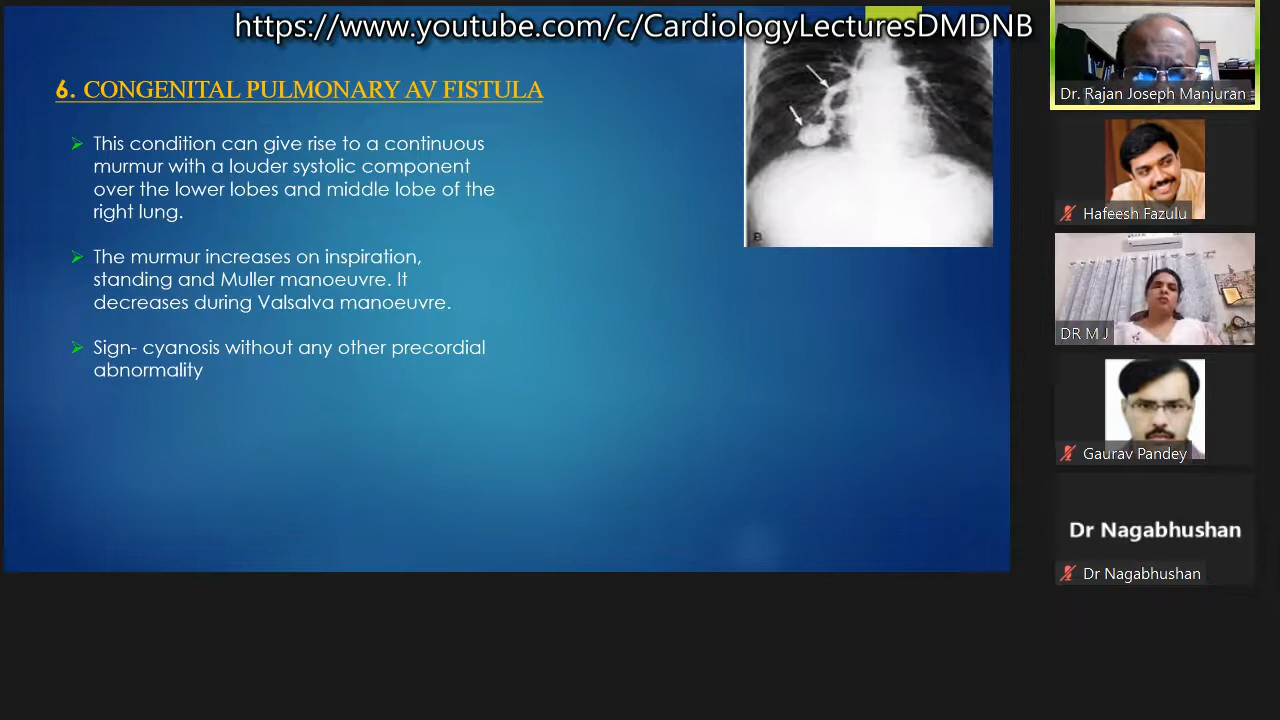 https://www.youtube.com/c/CardiologyLecturesDMDNB
6. CONGENITAL PULMONARY AV FISTULA
This condition can give rise to a continuous
murmur with a louder systolic component
over the lower lobes and middle lobe of the
right lung.
The murmur increases on inspiration,
standing and Muller manoeuvre. It
decreases during Valsalva manoeuvre.
Sign- cyanosis without any other precordial
abnormality
B
Dr. Rajan Joseph Manjuran
Hafeesh Fazulu
DR M J
Gaurav Pandey
Dr Nagabhushan
Dr Nagabhushan